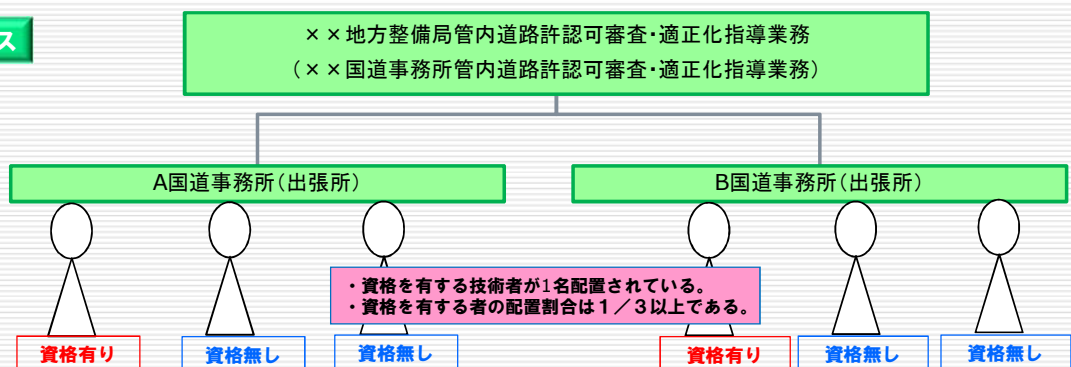 ス
××地方整備局管内道路許認可審査・適正化指導業務
(××国道事務所管内道路許認可審査・適正化指導業務)
A国道事務所(出張所)
B国道事務所(出張所)
・資格を有する技術者が1名配置されている。
・資格を有する者の配置割合は1/3以上である。
資格有り
資格無し
資格無し
資格有り
資格無し
資格無し